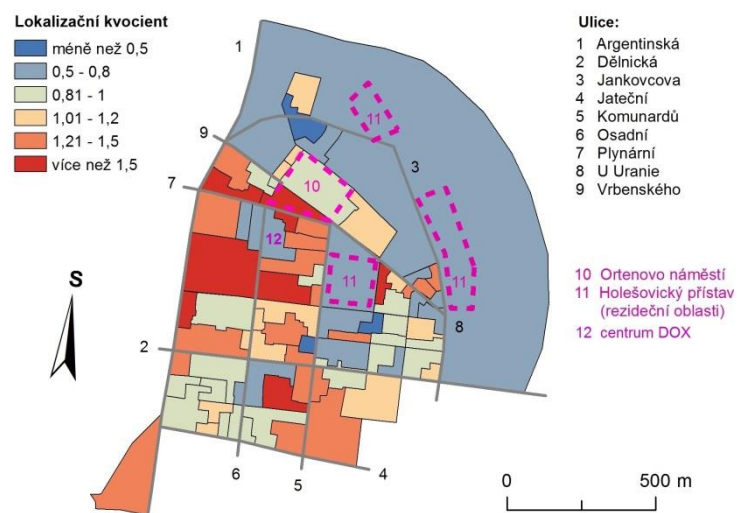 Lokalizační kvocient
méně než 0,5
0,5 - 0,8
0,81 - 1
1,01 - 1,2
1,21 - 1,5
více než 1,5
Ulice:
1 Argentinská
2 Dělnická
3 Jankovcova
4 Jateční
5 Komunardů
6 Osadní
7 Plynární
8 U Uranie
9 Vrbenského
10 Ortenovo náměstí
11 Holešovický přístav
(rezideční oblasti)
12 centrum DOX
1
11
9
3
10
7
12
11
11
S
8
2
6
5
4
0 500 m